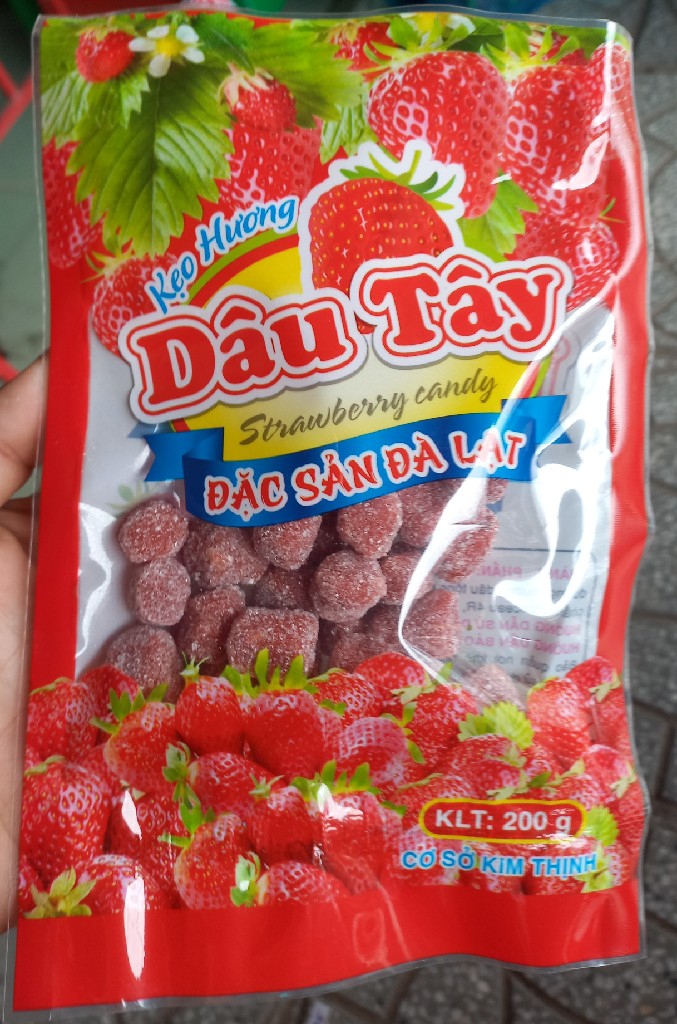 Kẹo Hương
Dâu Tây
Strawberry candy
ĐẶC SẢN ĐÀ LẠT
KLT: 200 g
CƠ SỞ KIM THỊNH